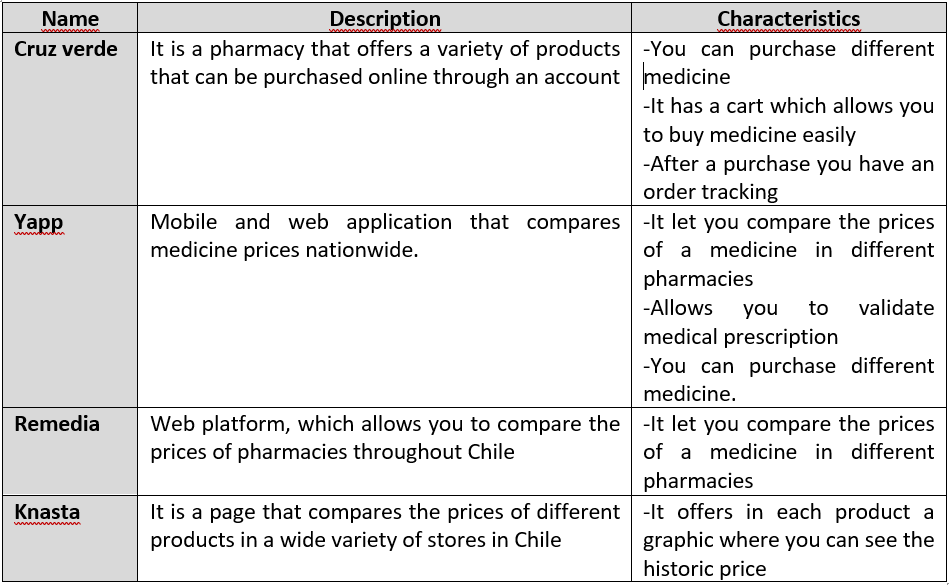 Name Description Characteristics
Cruz verde
It is a pharmacy that offers a variety of products
that can be purchased online through an account
-You can purchase different
medicine
-It has a cart which allows you
to buy medicine easily
-After a purchase you have an
order tracking
Yapp
Mobile and web application that compares
medicine prices nationwide.
-It let you compare the prices
of a medicine in different
pharmacies
-Allows you to validate
medical prescription
-You can purchase different
medicine.
Remedia
Web platform, which allows you to compare the
prices of pharmacies throughout Chile
-It let you compare the prices
of a medicine in different
pharmacies
Knasta
It is a page that compares the prices of different
products in a wide variety of stores in Chile
-It offers in each product a
graphic where you can see the
historic price